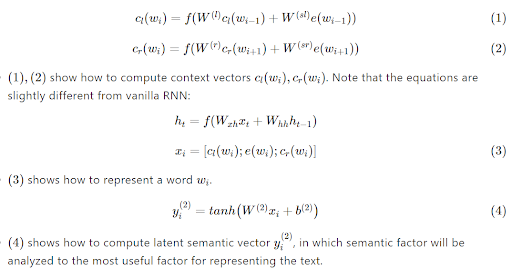 c_l(w_i) = f(W^{(l)}c_l(w_{i-1}) + W^{(sl)}e(w_{i-1})) (1)
c_r(w_i) = f(W^{(r)}c_r(w_{i+1}) + W^{(sr)}e(w_{i+1})) (2)
(1), (2) show how to compute context vectors c_l(w_i), c_r(w_i). Note that the equations are
slightly different from vanilla RNN:
h_t = f(W_{xh}x_t + W_{hh}h_{t-1})
x_i = [c_l(w_i); e(w_i); c_r(w_i)] (3)
(3) shows how to represent a word w_i.
y_i^{(2)} = tanh(W^{(2)}x_i + b^{(2)}) (4)
(4) shows how to compute latent semantic vector y_i^{(2)}, in which semantic factor will be
analyzed to the most useful factor for representing the text.